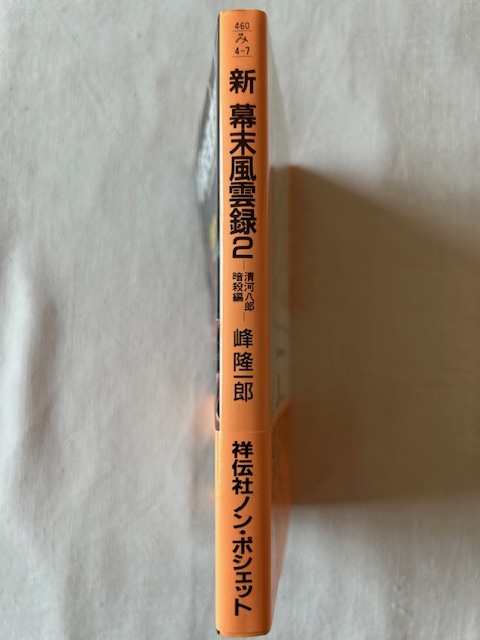 460
み
4-7
新 幕末風雲録2
清河八郎
暗殺編
峰隆一郎
祥伝社ノン・ポシェット